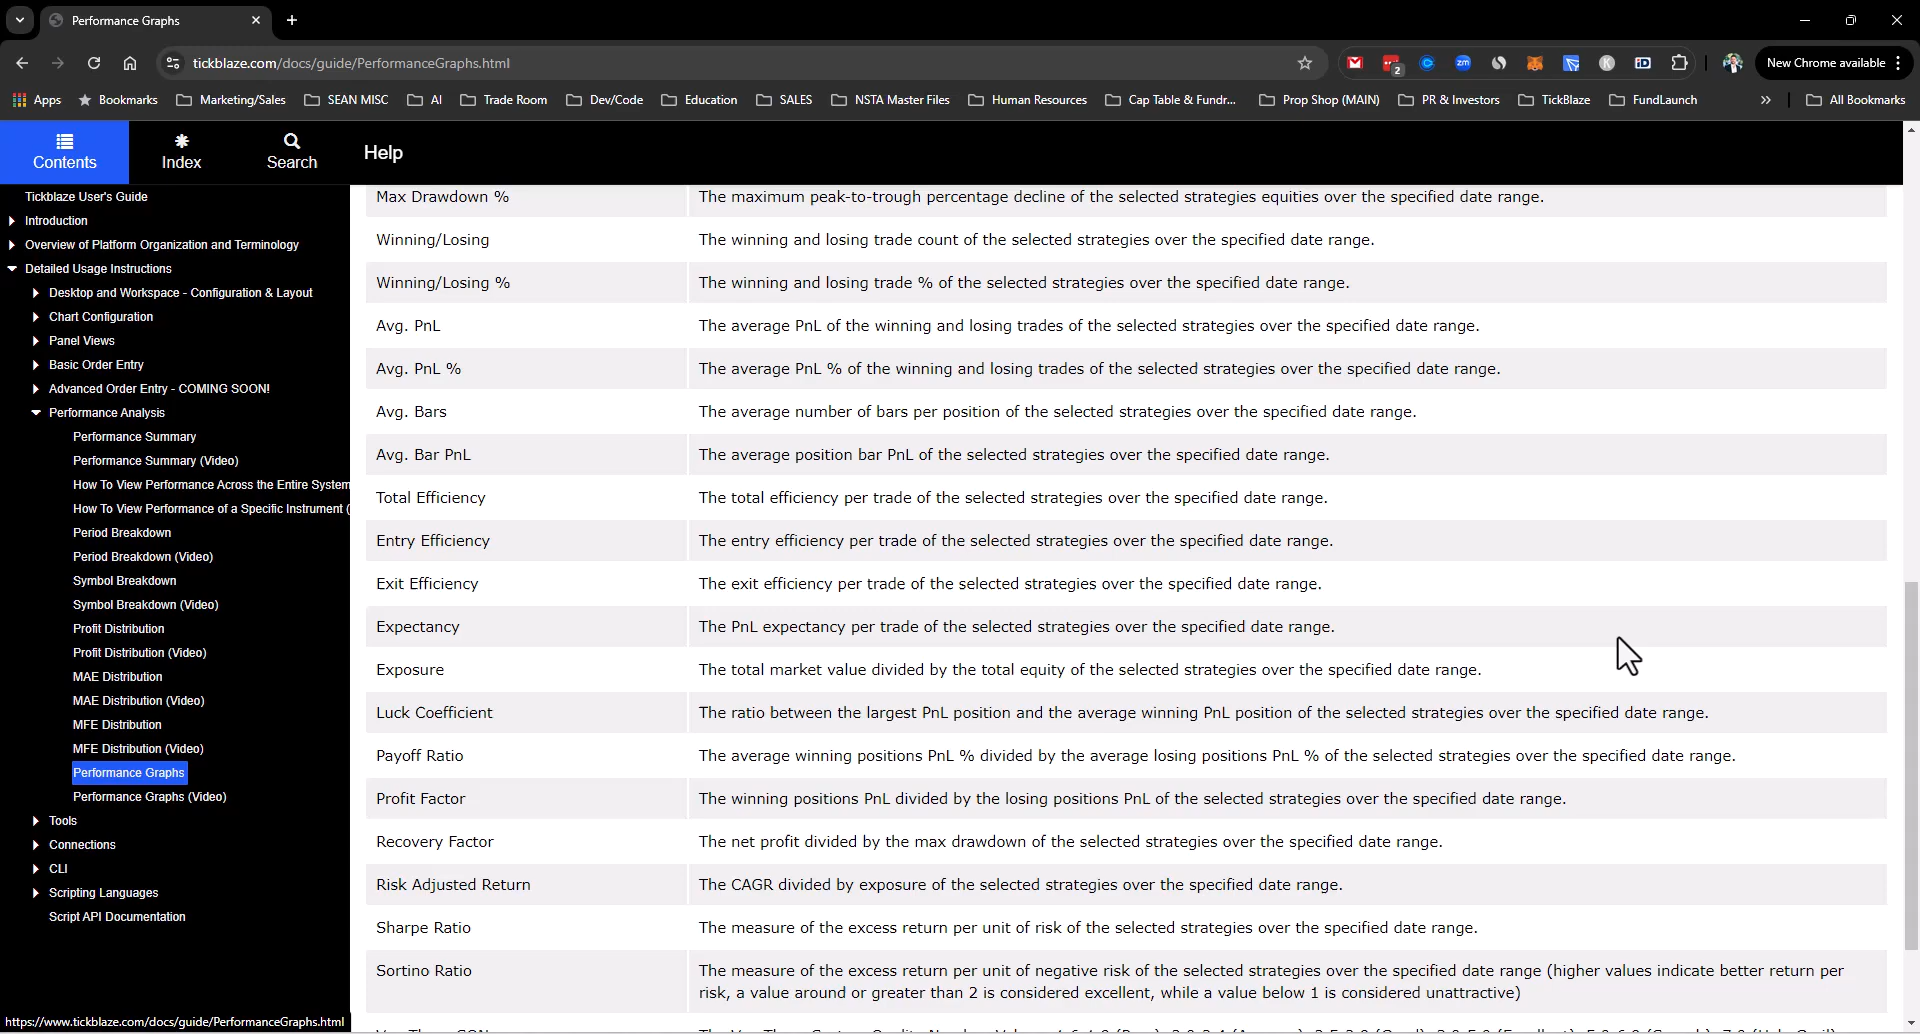 Performance Graphs
tickblaze.com/docs/guide/PerformanceGraphs.html
2
zm
K
New Chrome available
Apps
Bookmarks
Marketing/Sales
SEAN MISC
AI
Trade Room
Dev/Code
Education
SALES
NSTA Master Files
Human Resources
Cap Table & Fundr...
Prop Shop (MAIN)
PR & Investors
TickBlaze
FundLaunch
All Bookmarks
Contents
Index
Search
Help
Tickblaze User's Guide
Introduction
Overview of Platform Organization and Terminology
Detailed Usage Instructions
Desktop and Workspace - Configuration & Layout
Chart Configuration
Panel Views
Basic Order Entry
Advanced Order Entry - COMING SOON!
Performance Analysis
Performance Summary
Performance Summary (Video)
How To View Performance Across the Entire System
How To View Performance of a Specific Instrument (
Period Breakdown
Period Breakdown (Video)
Symbol Breakdown
Symbol Breakdown (Video)
Profit Distribution
Profit Distribution (Video)
MAE Distribution
MAE Distribution (Video)
MFE Distribution
MFE Distribution (Video)
Performance Graphs
Performance Graphs (Video)
Tools
Connections
CLI
Scripting Languages
Script API Documentation
https://www.tickblaze.com/docs/guide/PerformanceGraphs.html
Max Drawdown % The maximum peak-to-trough percentage decline of the selected strategies equities over the specified date range.
Winning/Losing The winning and losing trade count of the selected strategies over the specified date range.
Winning/Losing % The winning and losing trade % of the selected strategies over the specified date range.
Avg. PnL The average PnL of the winning and losing trades of the selected strategies over the specified date range.
Avg. PnL % The average PnL % of the winning and losing trades of the selected strategies over the specified date range.
Avg. Bars The average number of bars per position of the selected strategies over the specified date range.
Avg. Bar PnL The average position bar PnL of the selected strategies over the specified date range.
Total Efficiency The total efficiency per trade of the selected strategies over the specified date range.
Entry Efficiency The entry efficiency per trade of the selected strategies over the specified date range.
Exit Efficiency The exit efficiency per trade of the selected strategies over the specified date range.
Expectancy The PnL expectancy per trade of the selected strategies over the specified date range.
Exposure The total market value divided by the total equity of the selected strategies over the specified date range.
Luck Coefficient The ratio between the largest PnL position and the average winning PnL position of the selected strategies over the specified date range.
Payoff Ratio The average winning positions PnL % divided by the average losing positions PnL % of the selected strategies over the specified date range.
Profit Factor The winning positions PnL divided by the losing positions PnL of the selected strategies over the specified date range.
Recovery Factor The net profit divided by the max drawdown of the selected strategies over the specified date range.
Risk Adjusted Return The CAGR divided by exposure of the selected strategies over the specified date range.
Sharpe Ratio The measure of the excess return per unit of risk of the selected strategies over the specified date range.
Sortino Ratio The measure of the excess return per unit of negative risk of the selected strategies over the specified date range (higher values indicate better return per
risk, a value around or greater than 2 is considered excellent, while a value below 1 is considered unattractive)